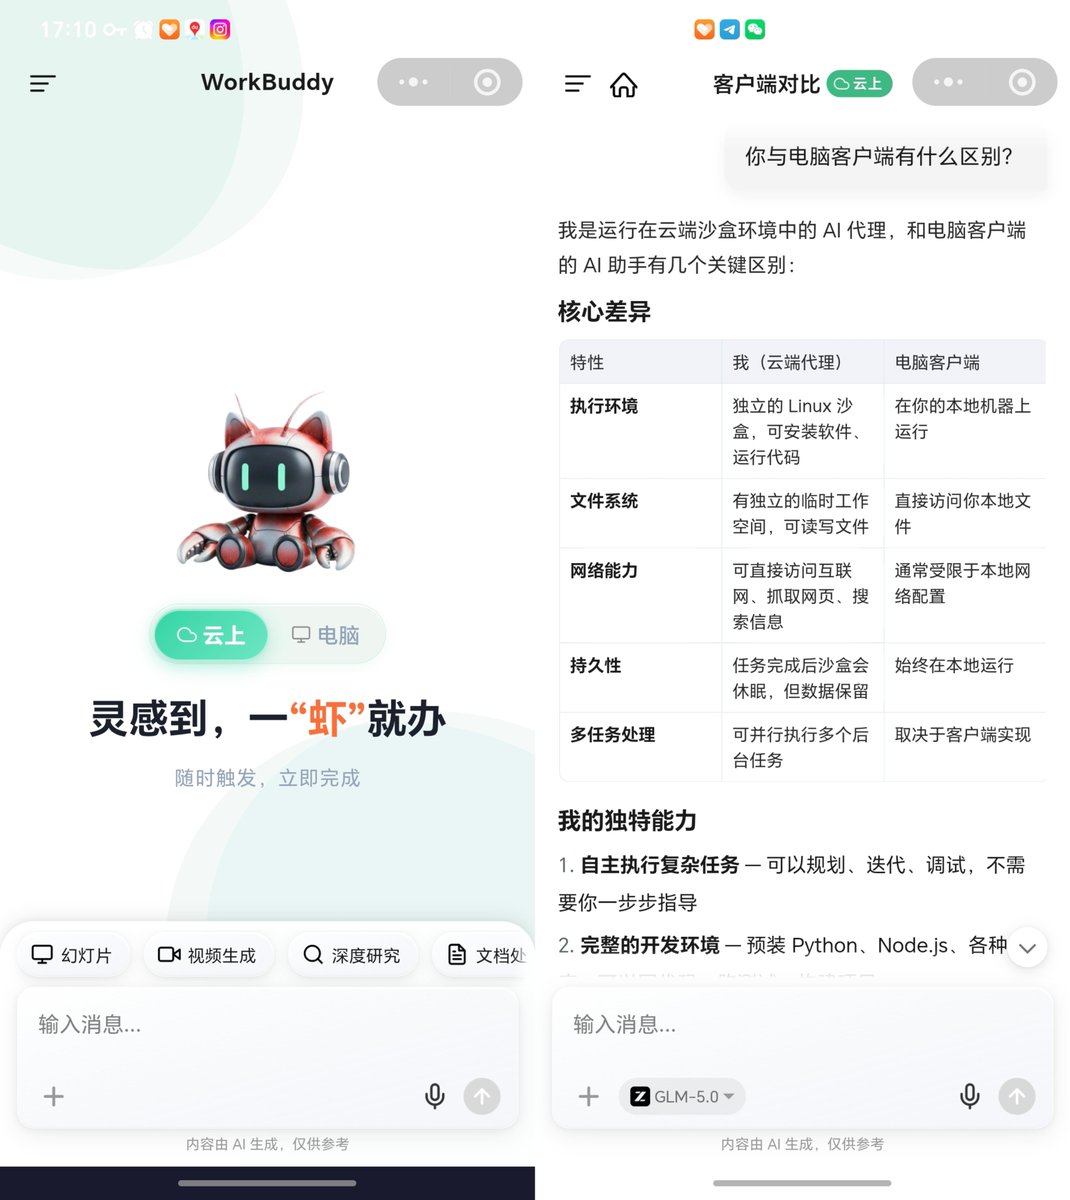 17:10
WorkBuddy
云上
电脑
灵感到，一“虾”就办
随时触发，立即完成
幻灯片
视频生成
深度研究
文档处
输入消息...
内容由 AI 生成，仅供参考
客户端对比 云上
你与电脑客户端有什么区别？
我是运行在云端沙盒环境中的 AI 代理，和电脑客户端
的 AI 助手有几个关键区别：
核心差异
特性
我（云端代理）
电脑客户端
执行环境
独立的 Linux 沙
盒，可安装软件、
运行代码
在你的本地机器上
运行
文件系统
有独立的临时工作
空间，可读写文件
直接访问你本地文
件
网络能力
可直接访问互联
网、抓取网页、搜
索信息
通常受限于本地网
络配置
持久性
任务完成后沙盒会
休眠，但数据保留
始终在本地运行
多任务处理
可并行执行多个后
台任务
取决于客户端实现
我的独特能力
1. 自主执行复杂任务 — 可以规划、迭代、调试，不需
要你一步步指导
2. 完整的开发环境 — 预装 Python、Node.js、各种
输入消息...
GLM-5.0
内容由 AI 生成，仅供参考